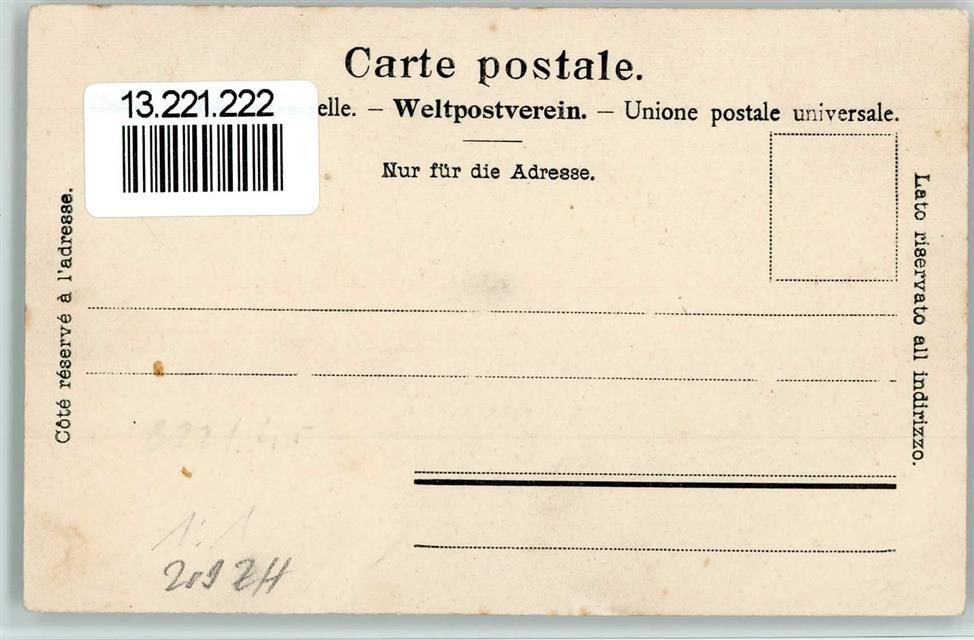 Carte postale.
13.221.222
elle. – Weltpostverein. – Unione postale universale.
Nur für die Adresse.
Côté réservé à l'adresse.
Lato riservato all indirizzo.